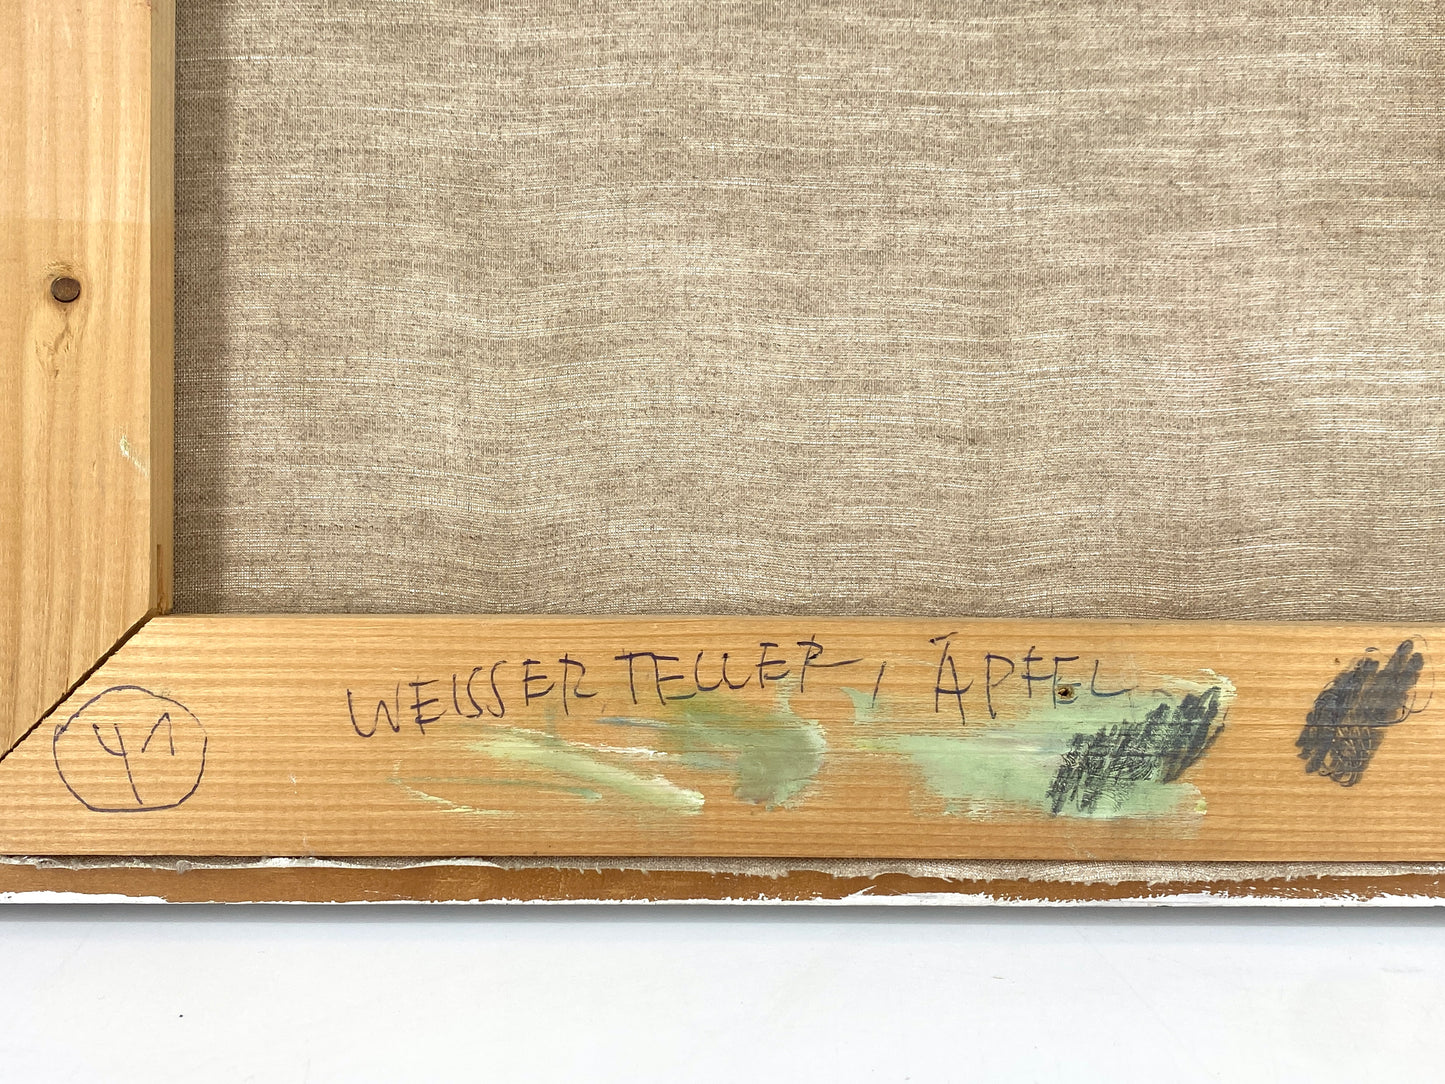 WEISSER TELLER, ÄPFEL
41